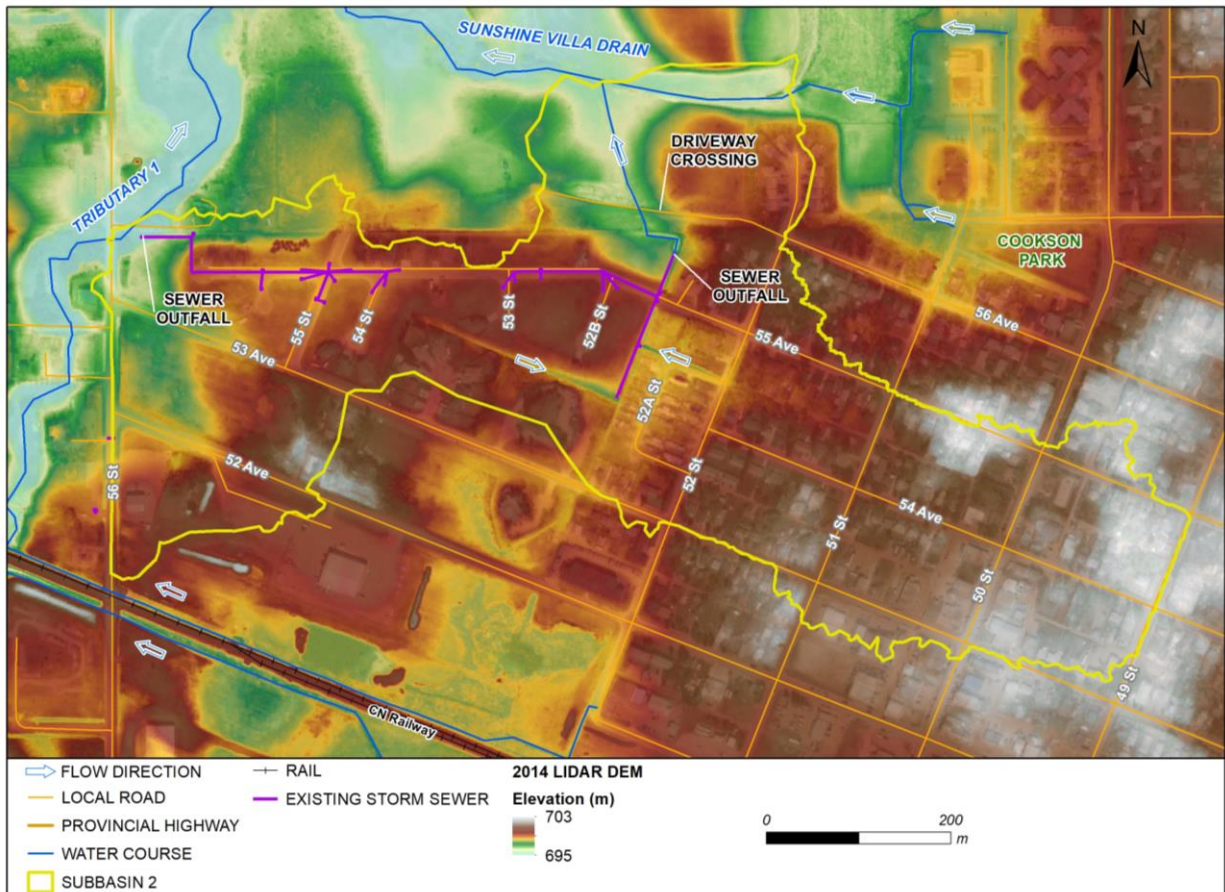 SUNSHINE VILLA DRAIN
N
TRIBUTARY 1
DRIVEWAY
CROSSING
COOKSON
PARK
SEWER
OUTFALL
SEWER
OUTFALL
55 St
54 St
53 St
52B St
53 Ave
55 Ave
56 Ave
52A St
52 Ave
56 St
52 St
54 Ave
51 St
50 St
49 St
CN Railway
FLOW DIRECTION
LOCAL ROAD
PROVINCIAL HIGHWAY
WATER COURSE
SUBBASIN 2
RAIL
EXISTING STORM SEWER
2014 LIDAR DEM
Elevation (m)
703
695
0 200
m